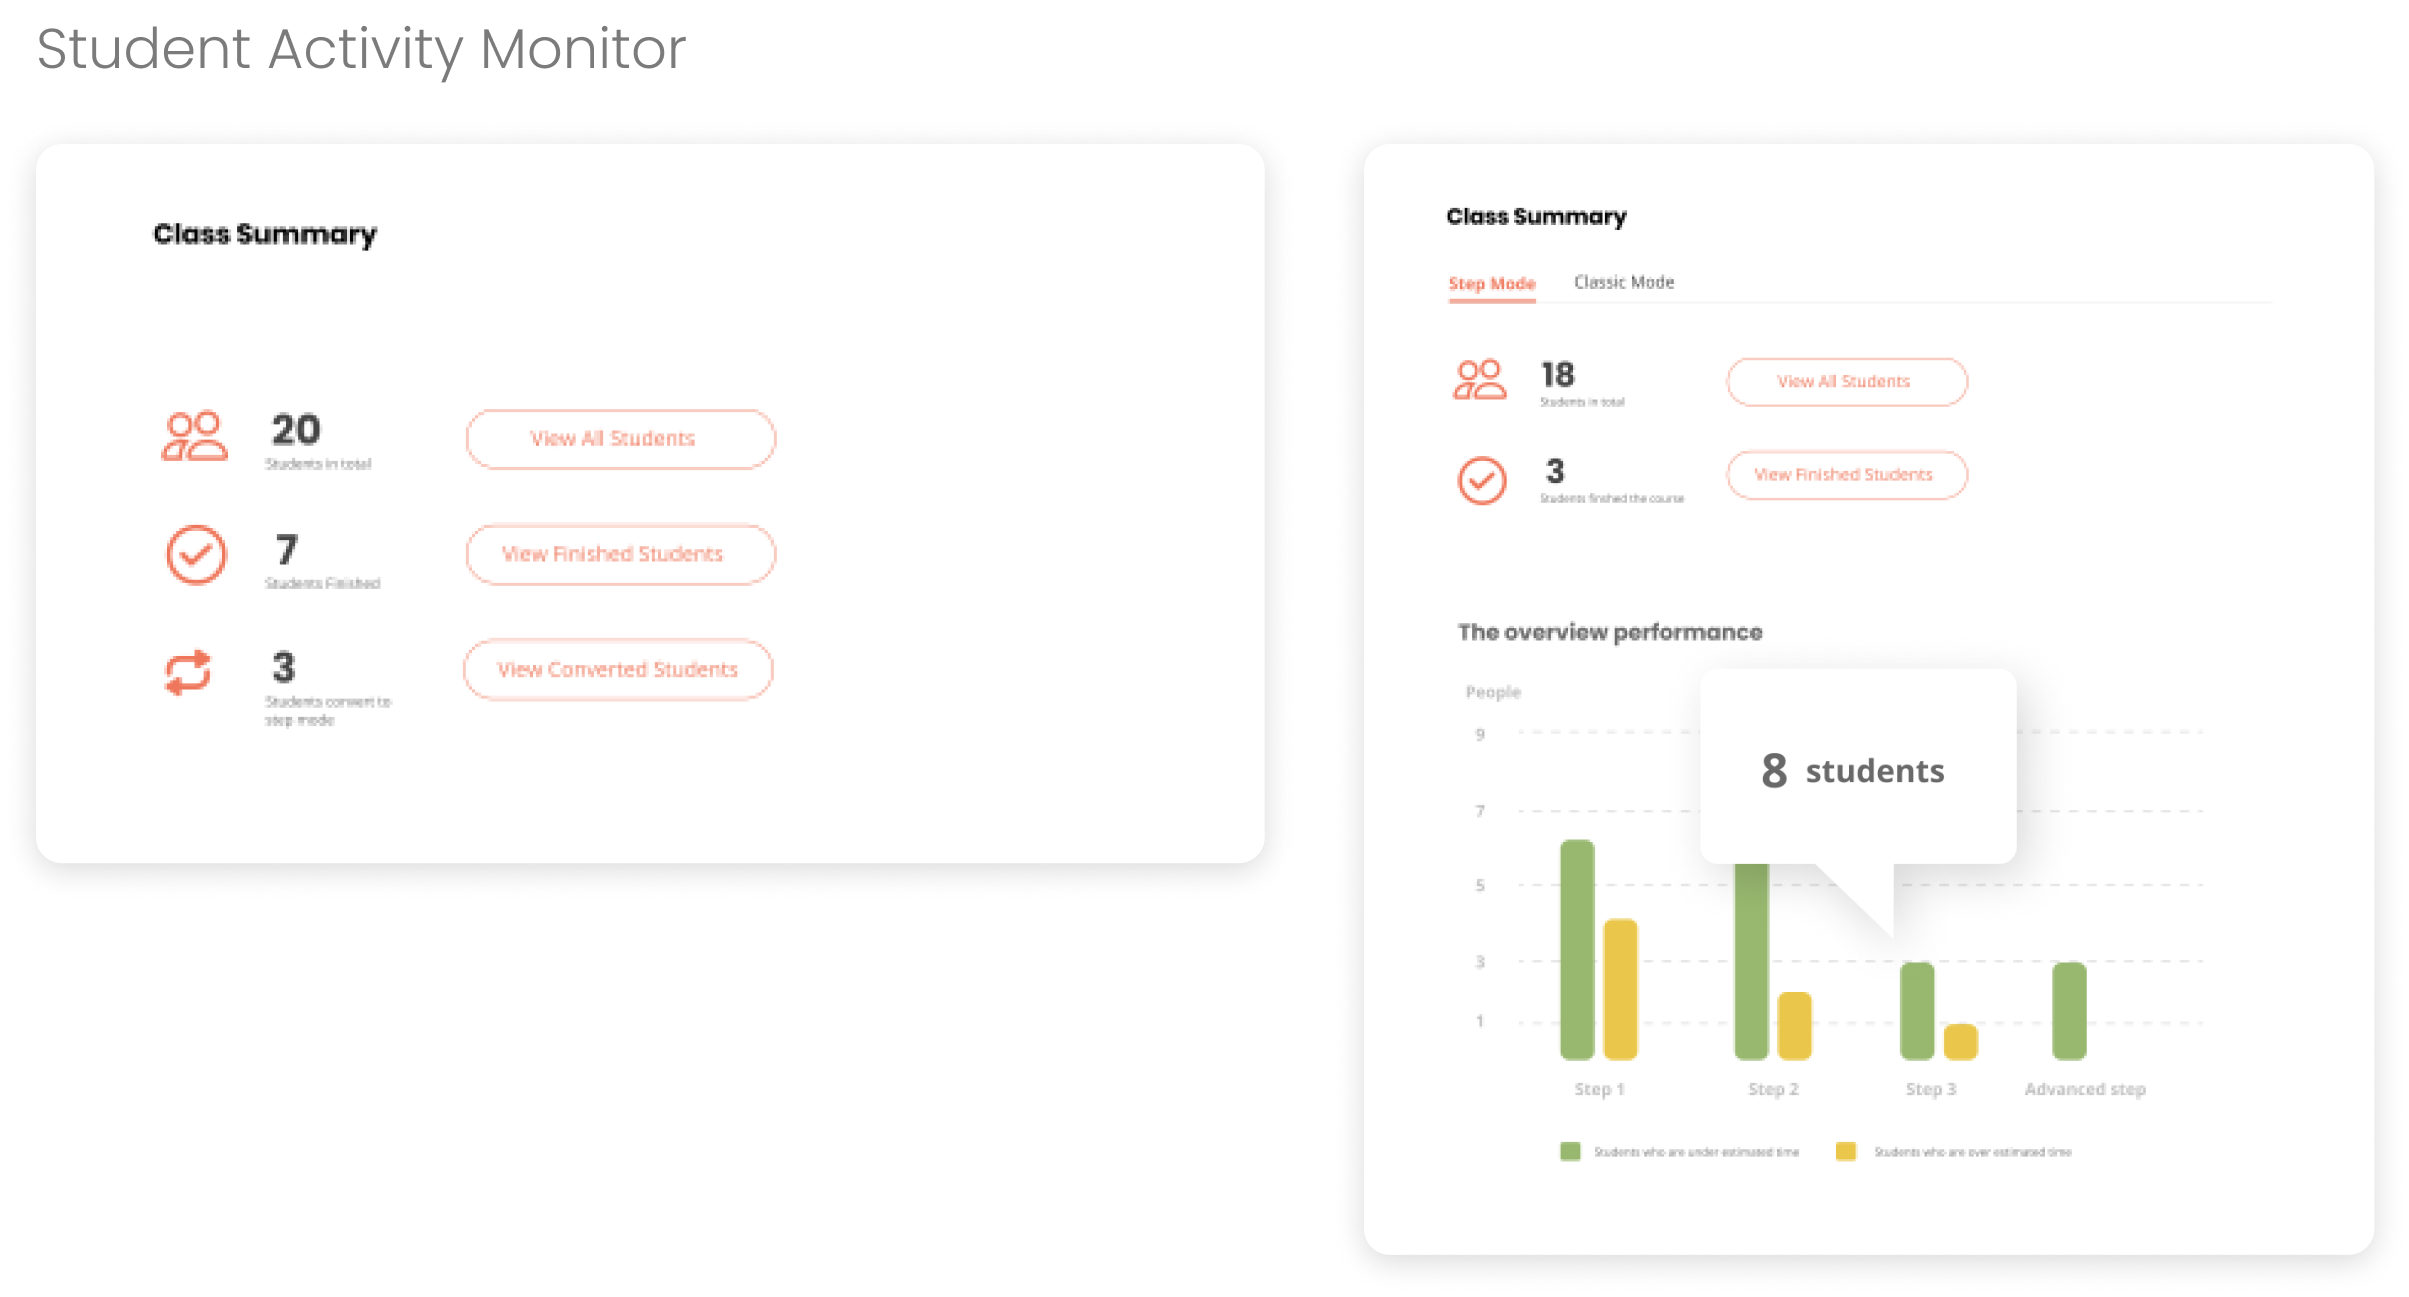 Student Activity Monitor
Class Summary
20
Students in total
View All Students
7
Students Finished
View Finished Students
3
Students convert to
step mode
View Converted Students
Class Summary
Step Mode
Classic Mode
18
Students in total
View All Students
3
Students finshed the course
View Finished Students
The overview performance
People
9
7
5
3
1
8 students
Step 1
Step 2
Step 3
Advanced step
Students who are under estimated time
Students who are over estimated time